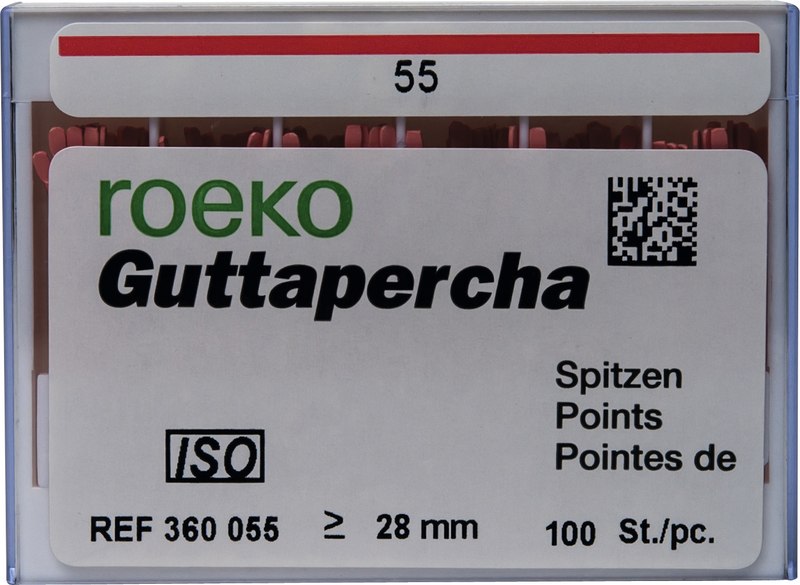 55
roeko
Guttapercha
Spitzen
Points
Pointes de
ISO
REF 360 055 ≥ 28 mm 100 St./pc.